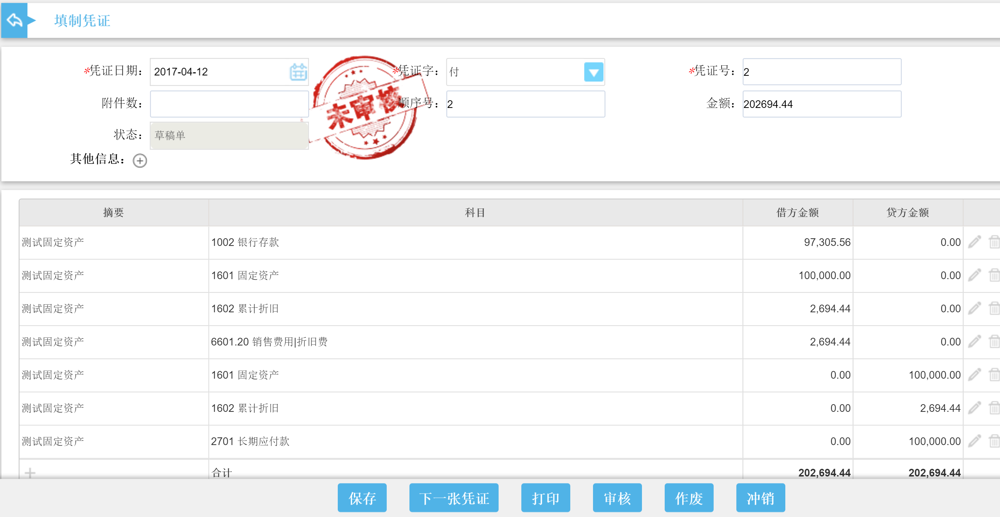 填制凭证
*凭证日期： 2017-04-12 *凭证字： 付 *凭证号： 2
附件数： 顺序号： 2 金额： 202694.44
未审核
状态： 草稿单
其他信息：
摘要 科目 借方金额 贷方金额
测试固定资产 1002 银行存款 97,305.56 0.00
测试固定资产 1601 固定资产 100,000.00 0.00
测试固定资产 1602 累计折旧 2,694.44 0.00
测试固定资产 6601.20 销售费用|折旧费 2,694.44 0.00
测试固定资产 1601 固定资产 0.00 100,000.00
测试固定资产 1602 累计折旧 0.00 2,694.44
测试固定资产 2701 长期应付款 0.00 100,000.00
合计 202,694.44 202,694.44
保存 下一张凭证 打印 审核 作废 冲销